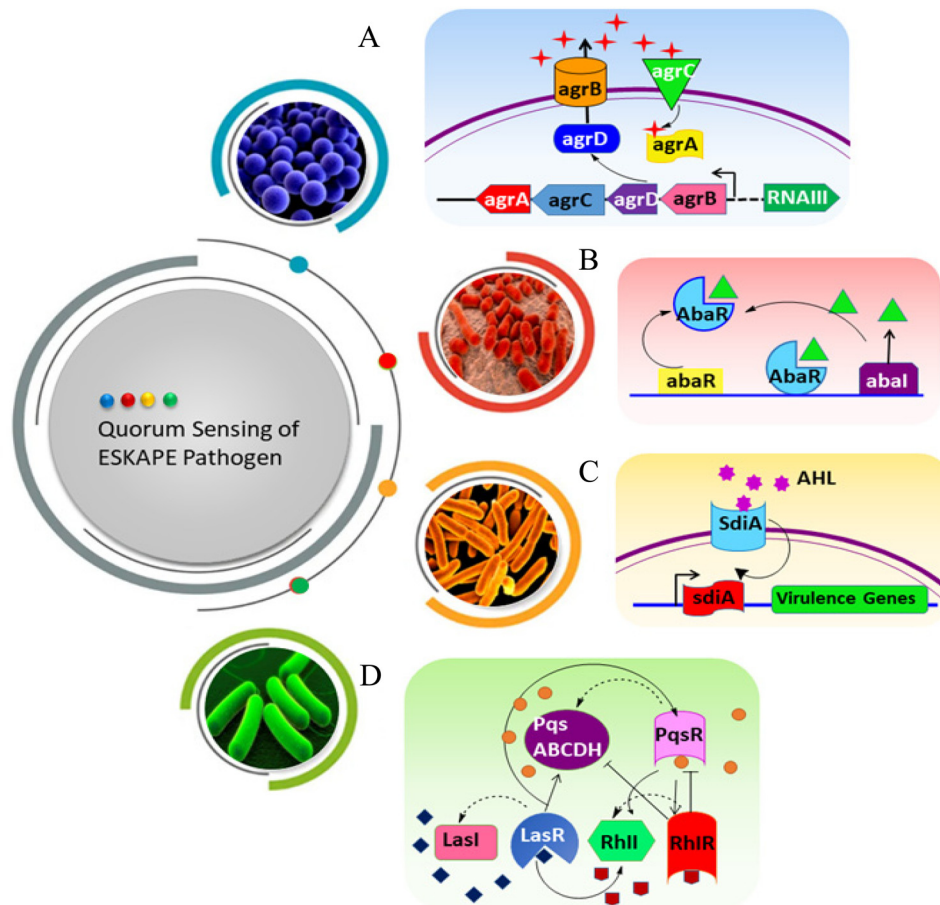 A
agrB
agrC
agrD
agrA
agrA
agrC
agrD
agrB
RNAIII
B
AbaR
abaR
AbaR
abaI
Quorum Sensing of
ESKAPE Pathogen
C
AHL
SdiA
sdiA
Virulence Genes
D
Pqs
ABCDH
PqsR
LasI
LasR
RhlI
RhlR